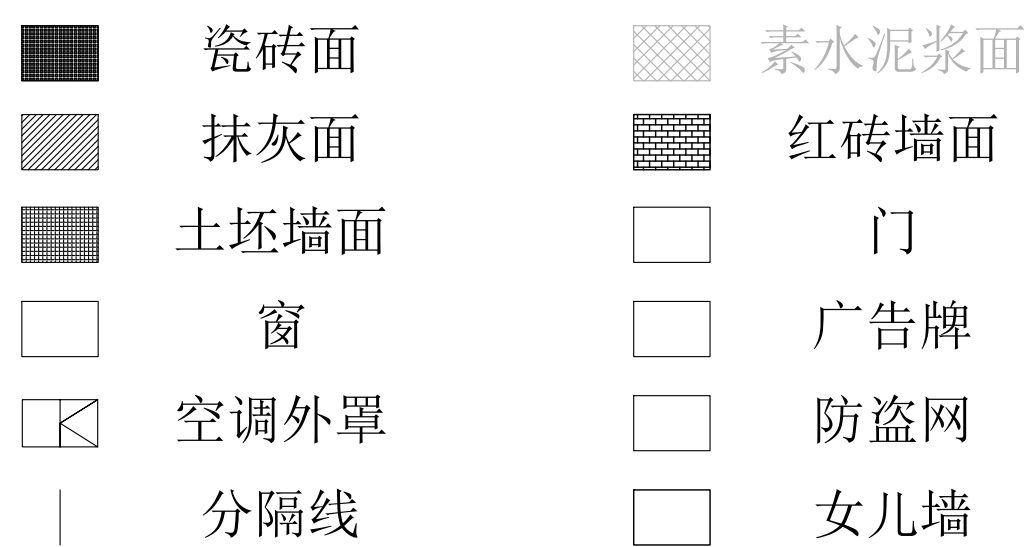 瓷砖面 素水泥浆面
抹灰面 红砖墙面
土坯墙面 门
窗 广告牌
空调外罩 防盗网
分隔线 女儿墙